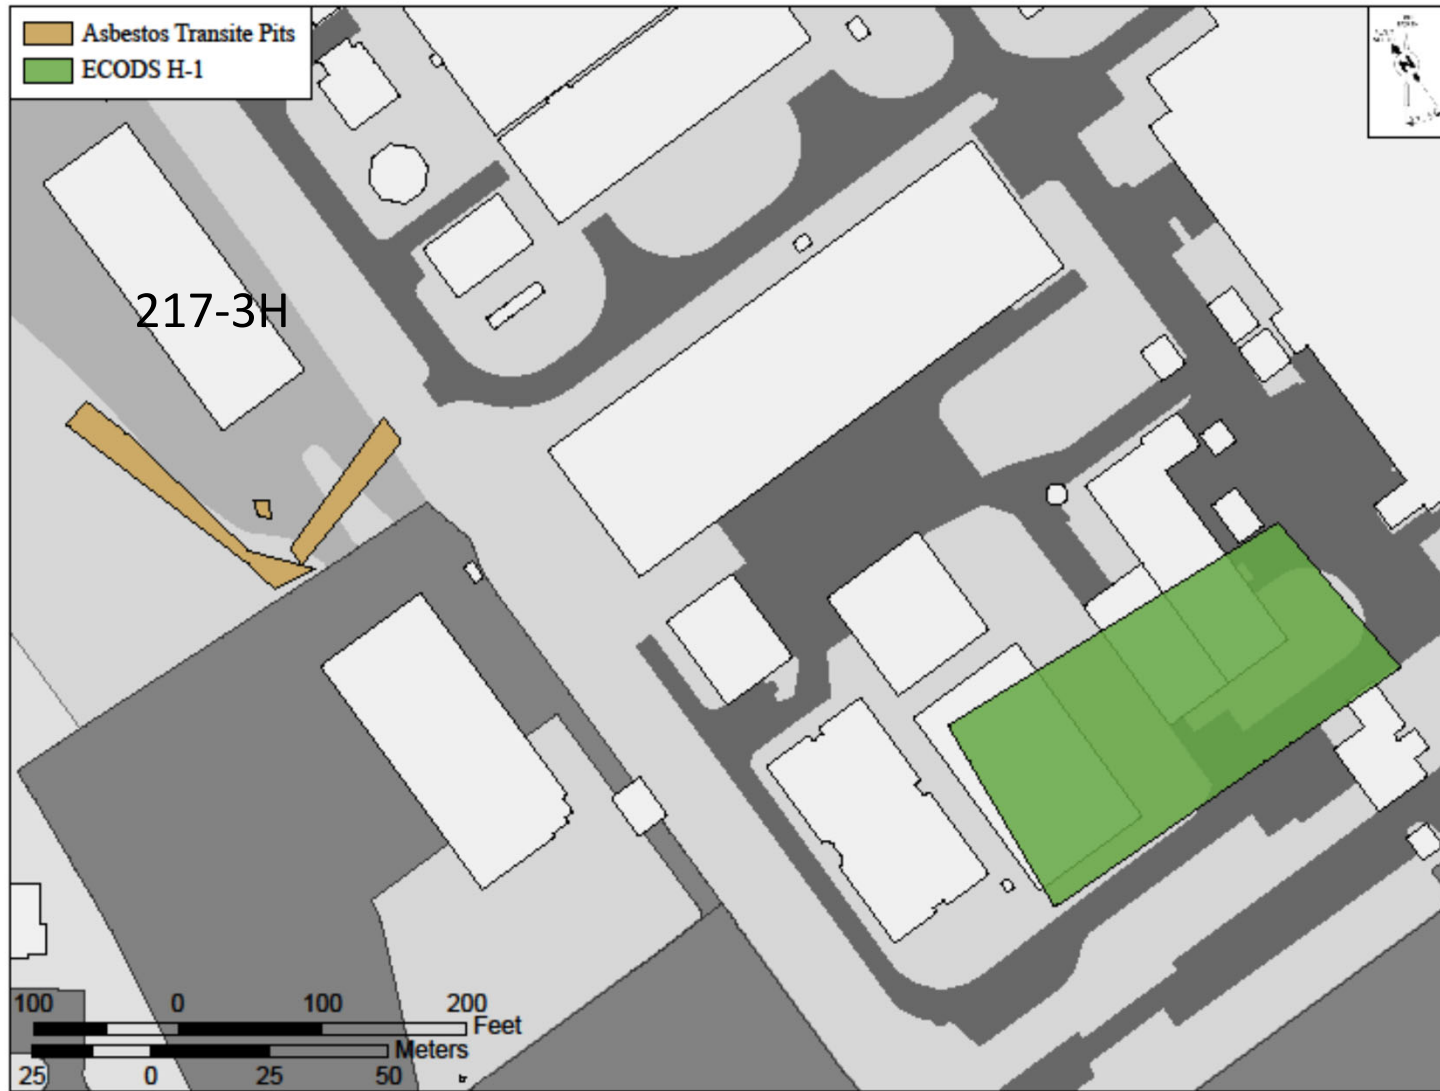 Asbestos Transite Pits
ECODS H-1
N
217-3H
100 0 100 200
Feet
Meters
25 0 25 50